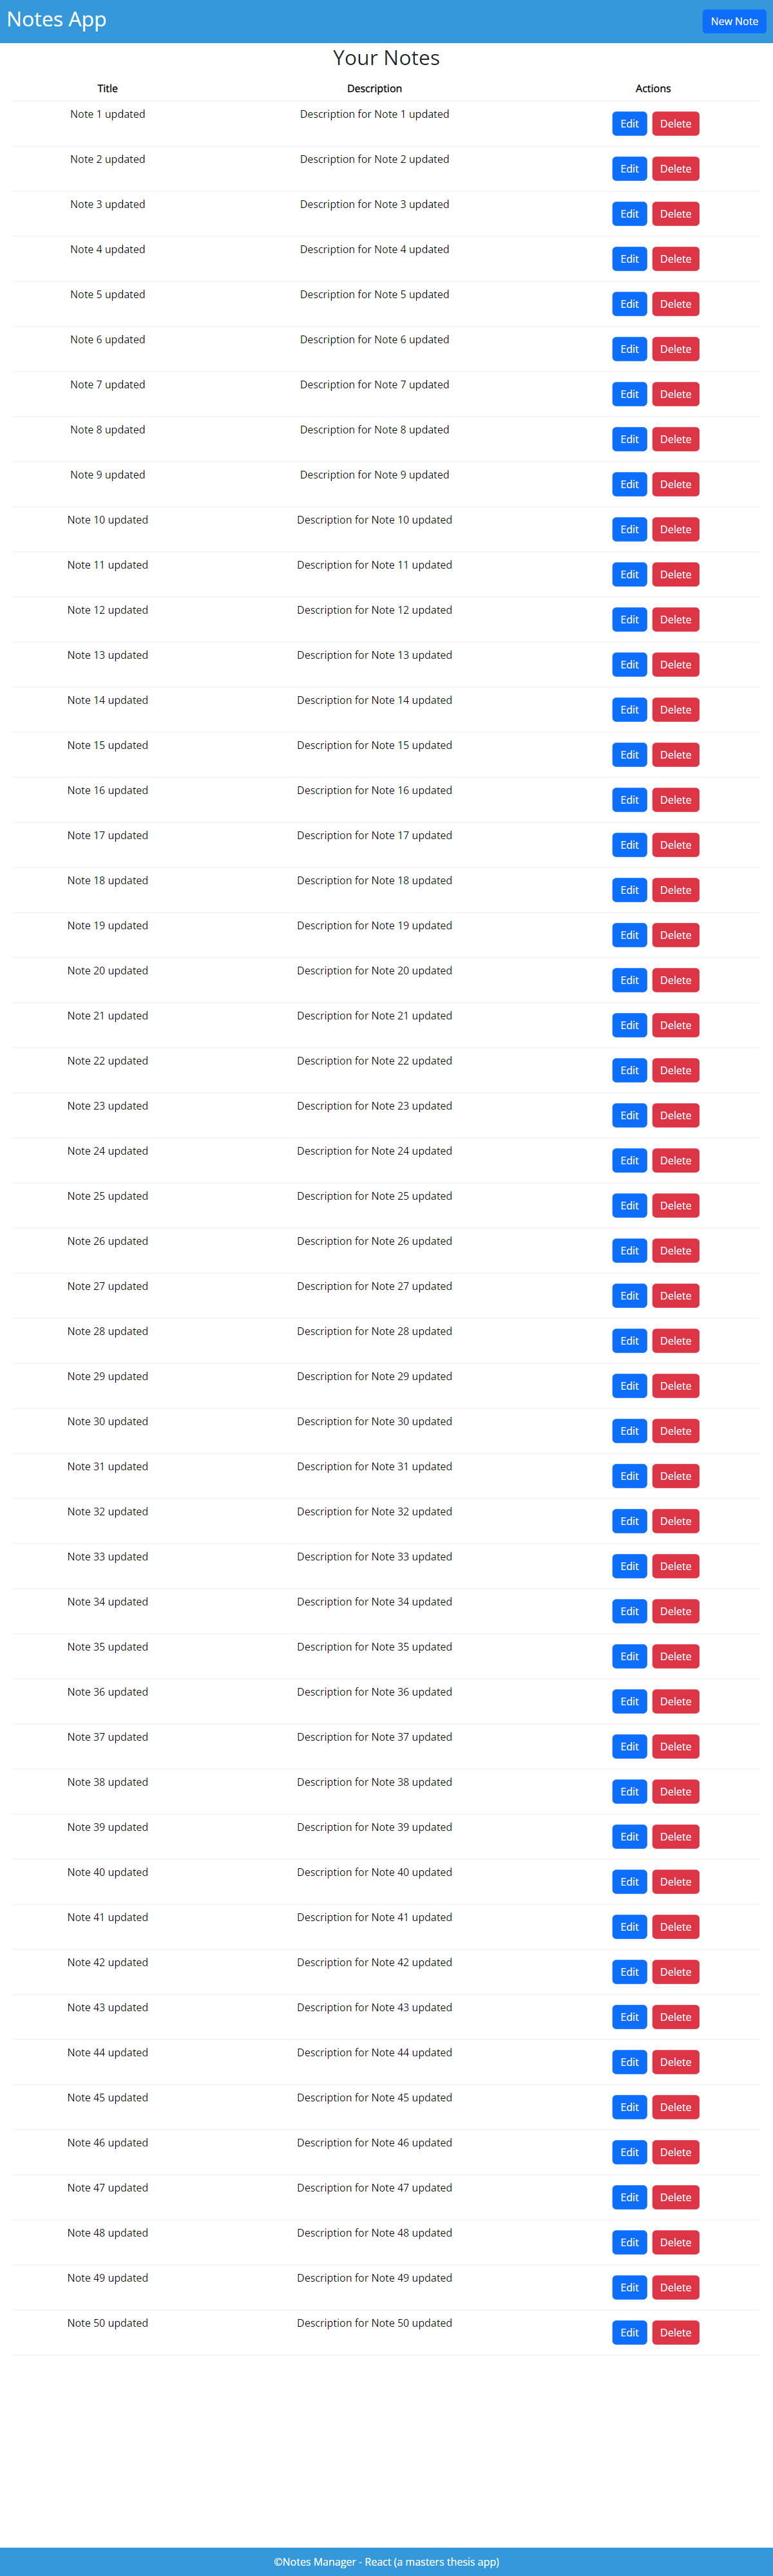 Notes App New Note
Your Notes
Title Description Actions
Note 1 updated Description for Note 1 updated Edit Delete
Note 2 updated Description for Note 2 updated Edit Delete
Note 3 updated Description for Note 3 updated Edit Delete
Note 4 updated Description for Note 4 updated Edit Delete
Note 5 updated Description for Note 5 updated Edit Delete
Note 6 updated Description for Note 6 updated Edit Delete
Note 7 updated Description for Note 7 updated Edit Delete
Note 8 updated Description for Note 8 updated Edit Delete
Note 9 updated Description for Note 9 updated Edit Delete
Note 10 updated Description for Note 10 updated Edit Delete
Note 11 updated Description for Note 11 updated Edit Delete
Note 12 updated Description for Note 12 updated Edit Delete
Note 13 updated Description for Note 13 updated Edit Delete
Note 14 updated Description for Note 14 updated Edit Delete
Note 15 updated Description for Note 15 updated Edit Delete
Note 16 updated Description for Note 16 updated Edit Delete
Note 17 updated Description for Note 17 updated Edit Delete
Note 18 updated Description for Note 18 updated Edit Delete
Note 19 updated Description for Note 19 updated Edit Delete
Note 20 updated Description for Note 20 updated Edit Delete
Note 21 updated Description for Note 21 updated Edit Delete
Note 22 updated Description for Note 22 updated Edit Delete
Note 23 updated Description for Note 23 updated Edit Delete
Note 24 updated Description for Note 24 updated Edit Delete
Note 25 updated Description for Note 25 updated Edit Delete
Note 26 updated Description for Note 26 updated Edit Delete
Note 27 updated Description for Note 27 updated Edit Delete
Note 28 updated Description for Note 28 updated Edit Delete
Note 29 updated Description for Note 29 updated Edit Delete
Note 30 updated Description for Note 30 updated Edit Delete
Note 31 updated Description for Note 31 updated Edit Delete
Note 32 updated Description for Note 32 updated Edit Delete
Note 33 updated Description for Note 33 updated Edit Delete
Note 34 updated Description for Note 34 updated Edit Delete
Note 35 updated Description for Note 35 updated Edit Delete
Note 36 updated Description for Note 36 updated Edit Delete
Note 37 updated Description for Note 37 updated Edit Delete
Note 38 updated Description for Note 38 updated Edit Delete
Note 39 updated Description for Note 39 updated Edit Delete
Note 40 updated Description for Note 40 updated Edit Delete
Note 41 updated Description for Note 41 updated Edit Delete
Note 42 updated Description for Note 42 updated Edit Delete
Note 43 updated Description for Note 43 updated Edit Delete
Note 44 updated Description for Note 44 updated Edit Delete
Note 45 updated Description for Note 45 updated Edit Delete
Note 46 updated Description for Note 46 updated Edit Delete
Note 47 updated Description for Note 47 updated Edit Delete
Note 48 updated Description for Note 48 updated Edit Delete
Note 49 updated Description for Note 49 updated Edit Delete
Note 50 updated Description for Note 50 updated Edit Delete
©Notes Manager - React (a masters thesis app)